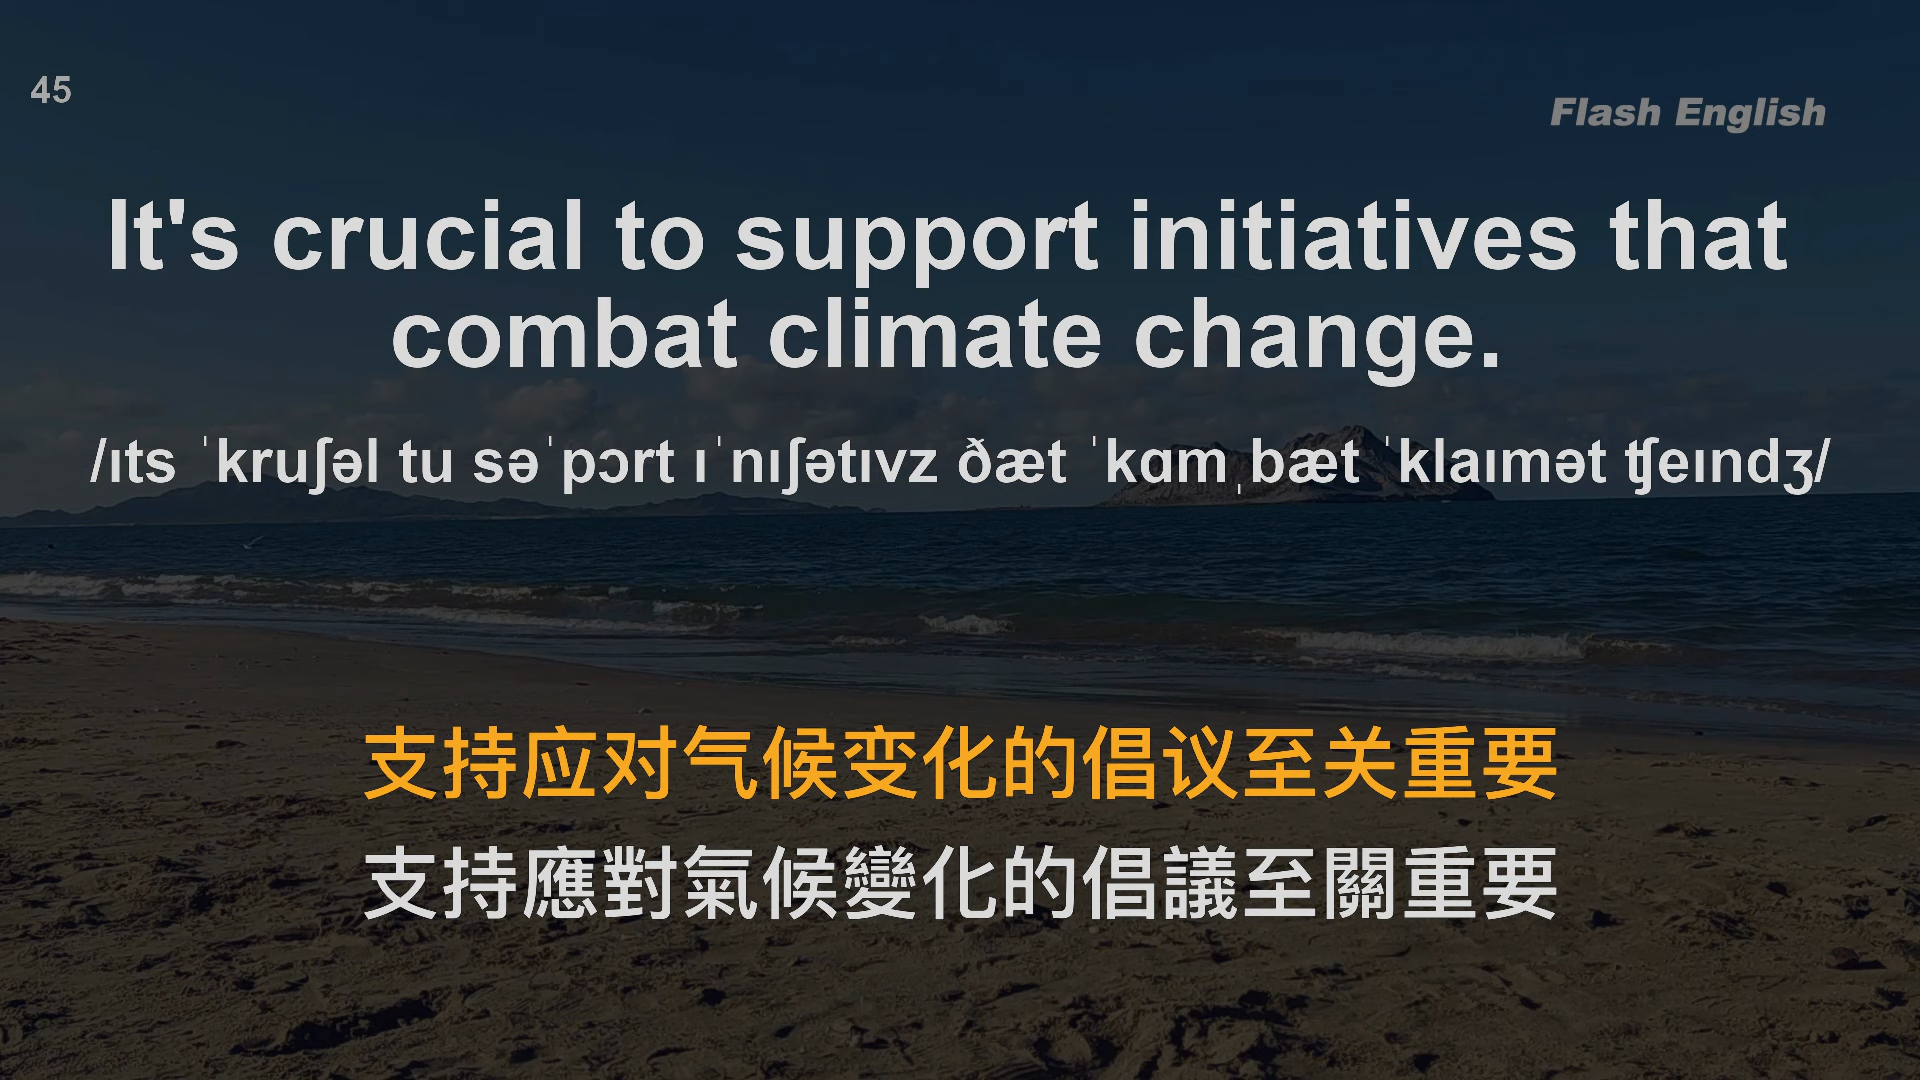 45
Flash English
It's crucial to support initiatives that
combat climate change.
/ɪts ˈkruʃəl tu səˈpɔrt ɪˈnɪʃətɪvz ðæt ˈkɑmˌbæt ˈklaɪmət ʧeɪndʒ/
支持应对气候变化的倡议至关重要
支持應對氣候變化的倡議至關重要